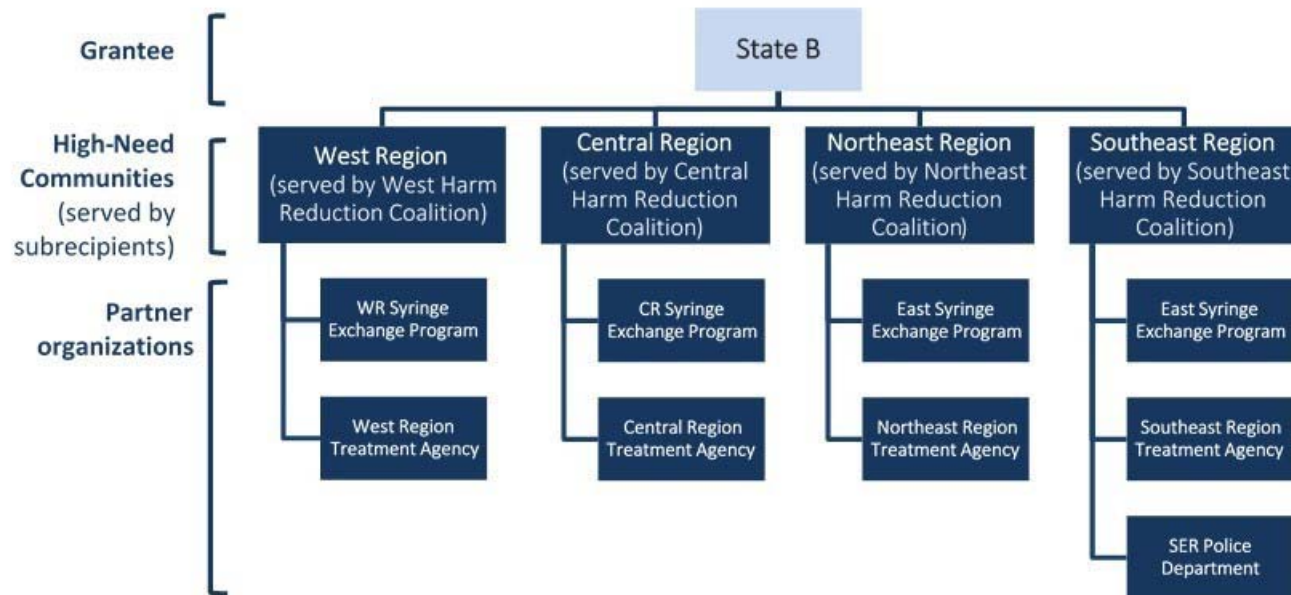 Grantee
State B
High-Need
Communities
(served by
subrecipients)
West Region
(served by West Harm
Reduction Coalition)
Central Region
(served by Central
Harm Reduction
Coalition)
Northeast Region
(served by Northeast
Harm Reduction
Coalition)
Southeast Region
(served by Southeast
Harm Reduction
Coalition)
Partner
organizations
WR Syringe
Exchange Program
CR Syringe
Exchange Program
East Syringe
Exchange Program
East Syringe
Exchange Program
West Region
Treatment Agency
Central Region
Treatment Agency
Northeast Region
Treatment Agency
Southeast Region
Treatment Agency
SER Police
Department